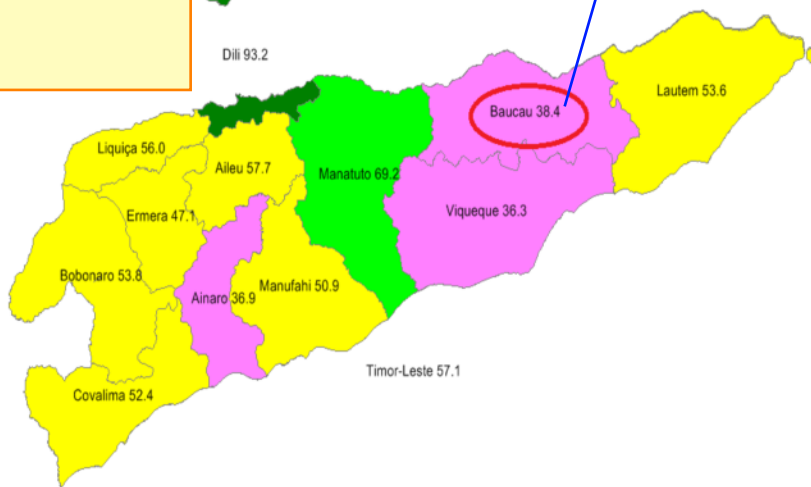 Dili 93.2
Lautem 53.6
Baucau 38.4
Liquiça 56.0
Aileu 57.7
Manatuto 69.2
Viqueque 36.3
Ermera 47.1
Bobonaro 53.8
Ainaro 36.9
Manufahi 50.9
Timor-Leste 57.1
Covalima 52.4